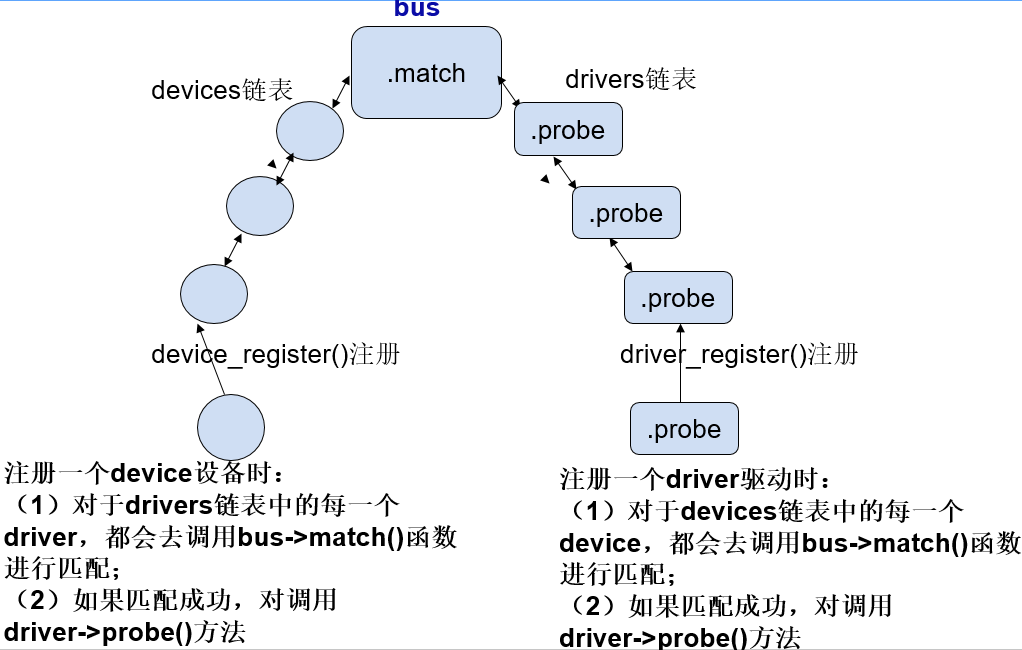 bus
.match
devices链表
drivers链表
.probe
.probe
.probe
device_register()注册
driver_register()注册
.probe
注册一个device设备时：
（1）对于drivers链表中的每一个
driver，都会去调用bus->match()函数
进行匹配；
（2）如果匹配成功，对调用
driver->probe()方法
注册一个driver驱动时：
（1）对于devices链表中的每一个
device，都会去调用bus->match()函数
进行匹配；
（2）如果匹配成功，对调用
driver->probe()方法